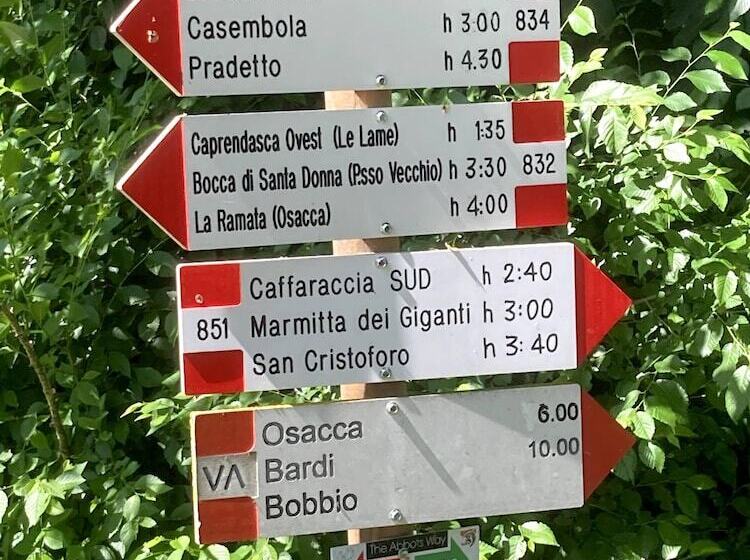 Casembola h 3:00 834
Pradetto h 4.30
Caprendasca Ovest (Le Lame) h 1:35
Bocca di Santa Donna (P.sso Vecchio) h 3:30 832
La Ramata (Osacca) h 4:00
Caffaraccia SUD h 2:40
851 Marmitta dei Giganti h 3:00
San Cristoforo h 3:40
Osacca 6.00
VA Bardi 10.00
Bobbio
The Abbot's Way